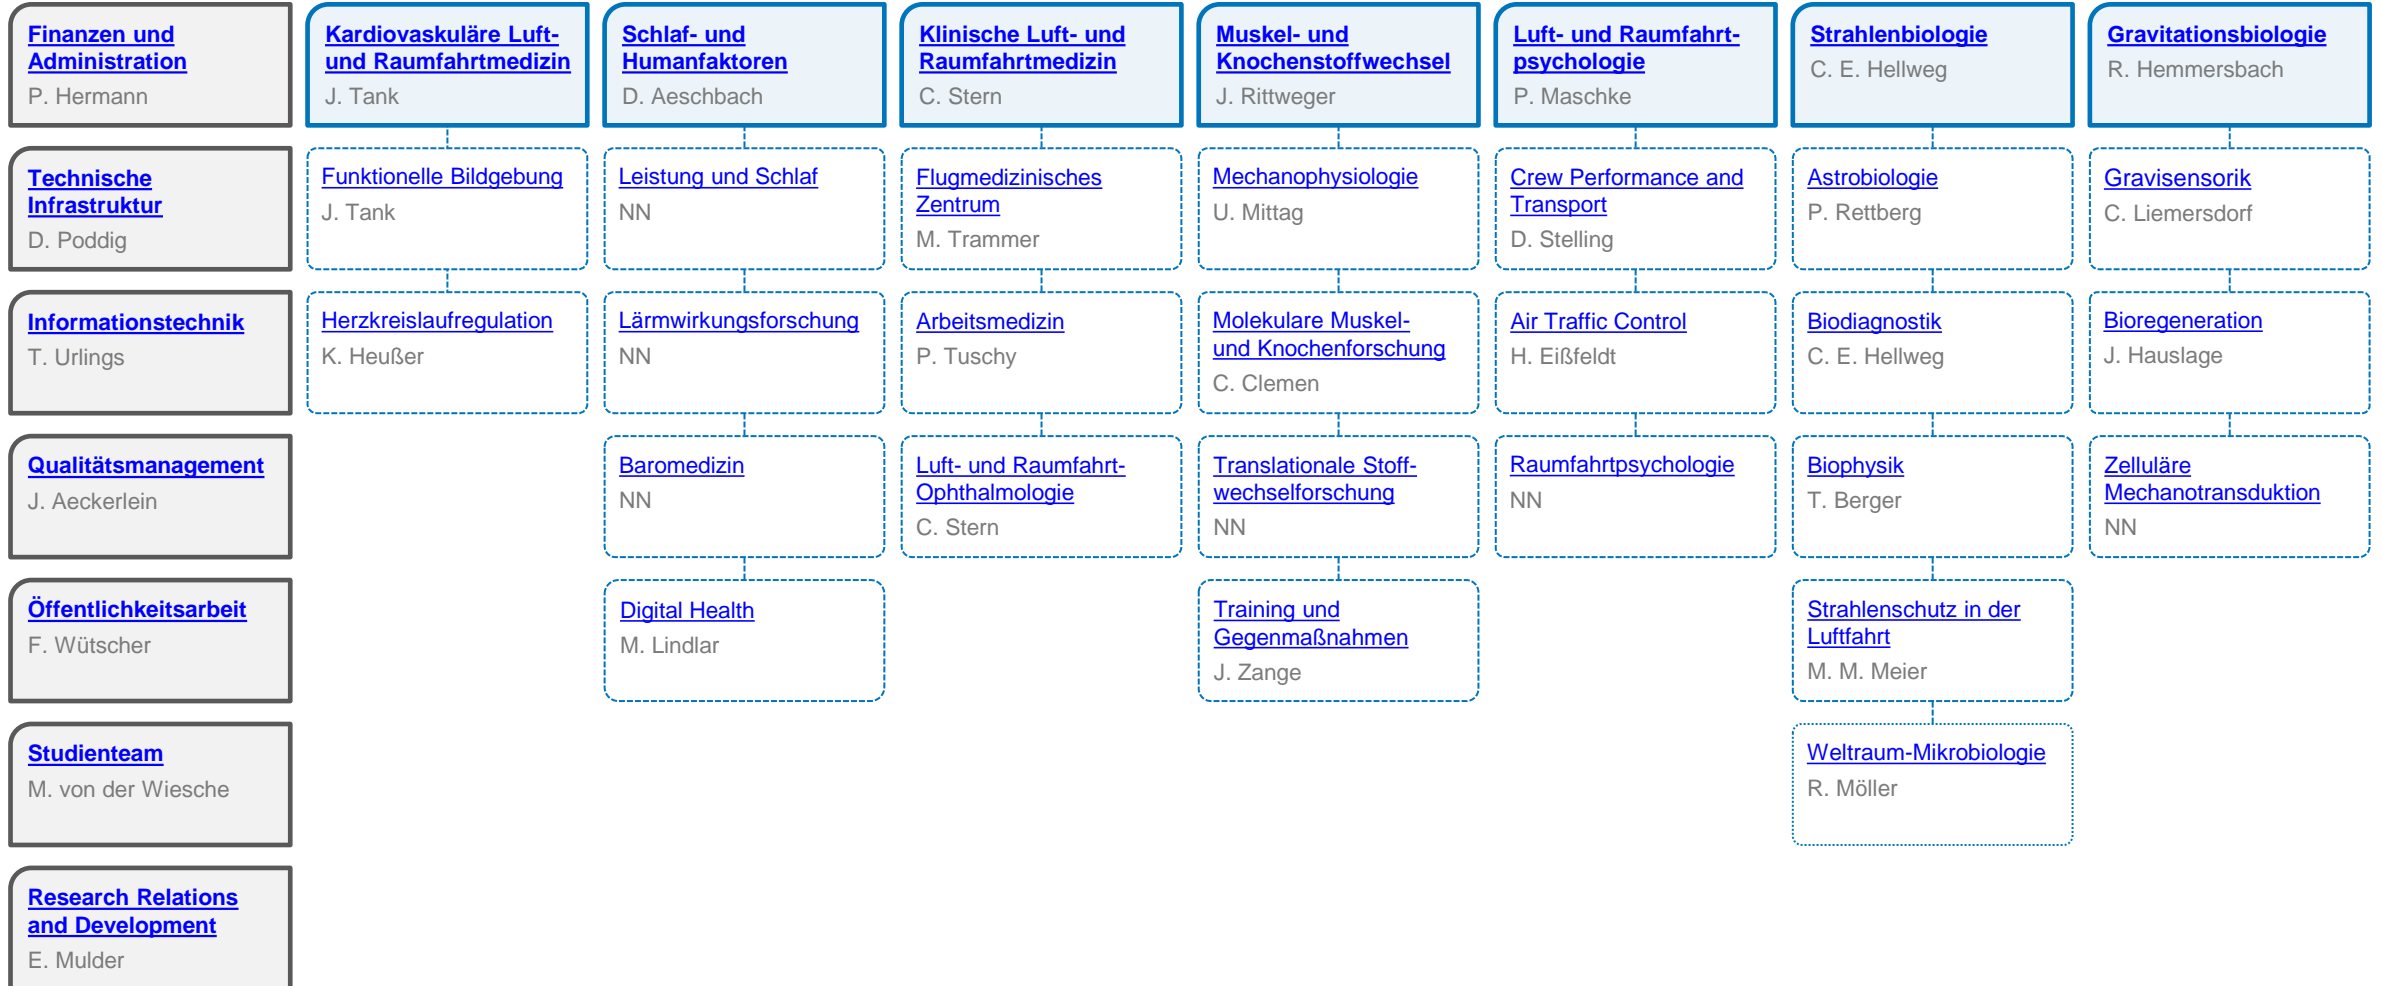 Finanzen und
Administration
P. Hermann
Technische
Infrastruktur
D. Poddig
Informationstechnik
T. Urlings
Qualitätsmanagement
J. Aeckerlein
Öffentlichkeitsarbeit
F. Wütscher
Studienteam
M. von der Wiesche
Research Relations
and Development
E. Mulder
Kardiovaskuläre Luft-
und Raumfahrtmedizin
J. Tank
Funktionelle Bildgebung
J. Tank
Herzkreislaufregulation
K. Heußer
Schlaf- und
Humanfaktoren
D. Aeschbach
Leistung und Schlaf
NN
Lärmwirkungsforschung
NN
Baromedizin
NN
Digital Health
M. Lindlar
Klinische Luft- und
Raumfahrtmedizin
C. Stern
Flugmedizinisches
Zentrum
M. Trammer
Arbeitsmedizin
P. Tuschy
Luft- und Raumfahrt-
Ophthalmologie
C. Stern
Muskel- und
Knochenstoffwechsel
J. Rittweger
Mechanophysiologie
U. Mittag
Molekulare Muskel-
und Knochenforschung
C. Clemen
Translationale Stoff-
wechselforschung
NN
Training und
Gegenmaßnahmen
J. Zange
Luft- und Raumfahrt-
psychologie
P. Maschke
Crew Performance and
Transport
D. Stelling
Air Traffic Control
H. Eißfeldt
Raumfahrtpsychologie
NN
Strahlenbiologie
C. E. Hellweg
Astrobiologie
P. Rettberg
Biodiagnostik
C. E. Hellweg
Biophysik
T. Berger
Strahlenschutz in der
Luftfahrt
M. M. Meier
Weltraum-Mikrobiologie
R. Möller
Gravitationsbiologie
R. Hemmersbach
Gravisensorik
C. Liemersdorf
Bioregeneration
J. Hauslage
Zelluläre
Mechanotransduktion
NN